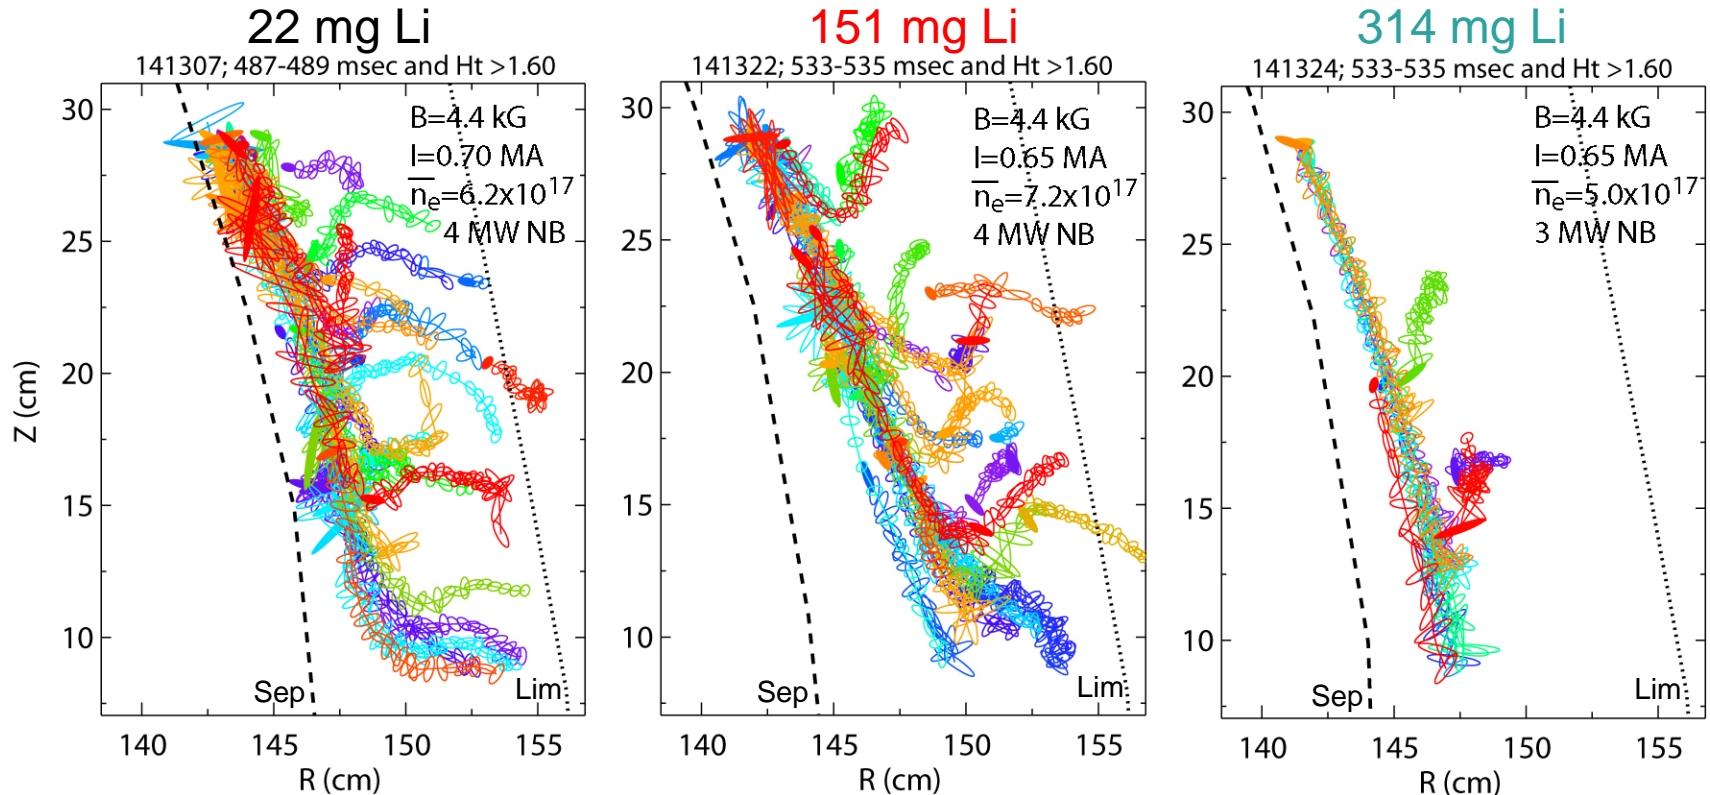 22 mg Li
141307; 487-489 msec and Ht >1.60
30
25
20
15
10
Z (cm)
B=4.4 kG
I=0.70 MA
n̅e=6.2x10^17
4 MW NB
Sep
Lim
140
145
150
155
R (cm)
151 mg Li
141322; 533-535 msec and Ht >1.60
30
25
20
15
10
B=4.4 kG
I=0.65 MA
n̅e=7.2x10^17
4 MW NB
Sep
Lim
140
145
150
155
R (cm)
314 mg Li
141324; 533-535 msec and Ht >1.60
30
25
20
15
10
B=4.4 kG
I=0.65 MA
n̅e=5.0x10^17
3 MW NB
Sep
Lim
140
145
150
155
R (cm)